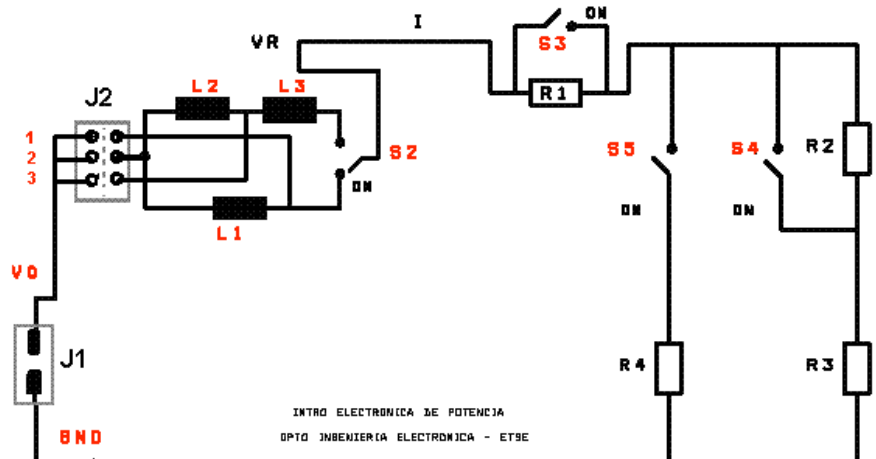 I
ON
VR
S3
L2 L3
R1
J2
1
2
3
S2
S5
S4
R2
ON
ON
ON
L1
VO
J1
R4
R3
INTRO ELECTRONICA DE POTENCIA
GND
DPTO INGENIERIA ELECTRONICA - ETSE